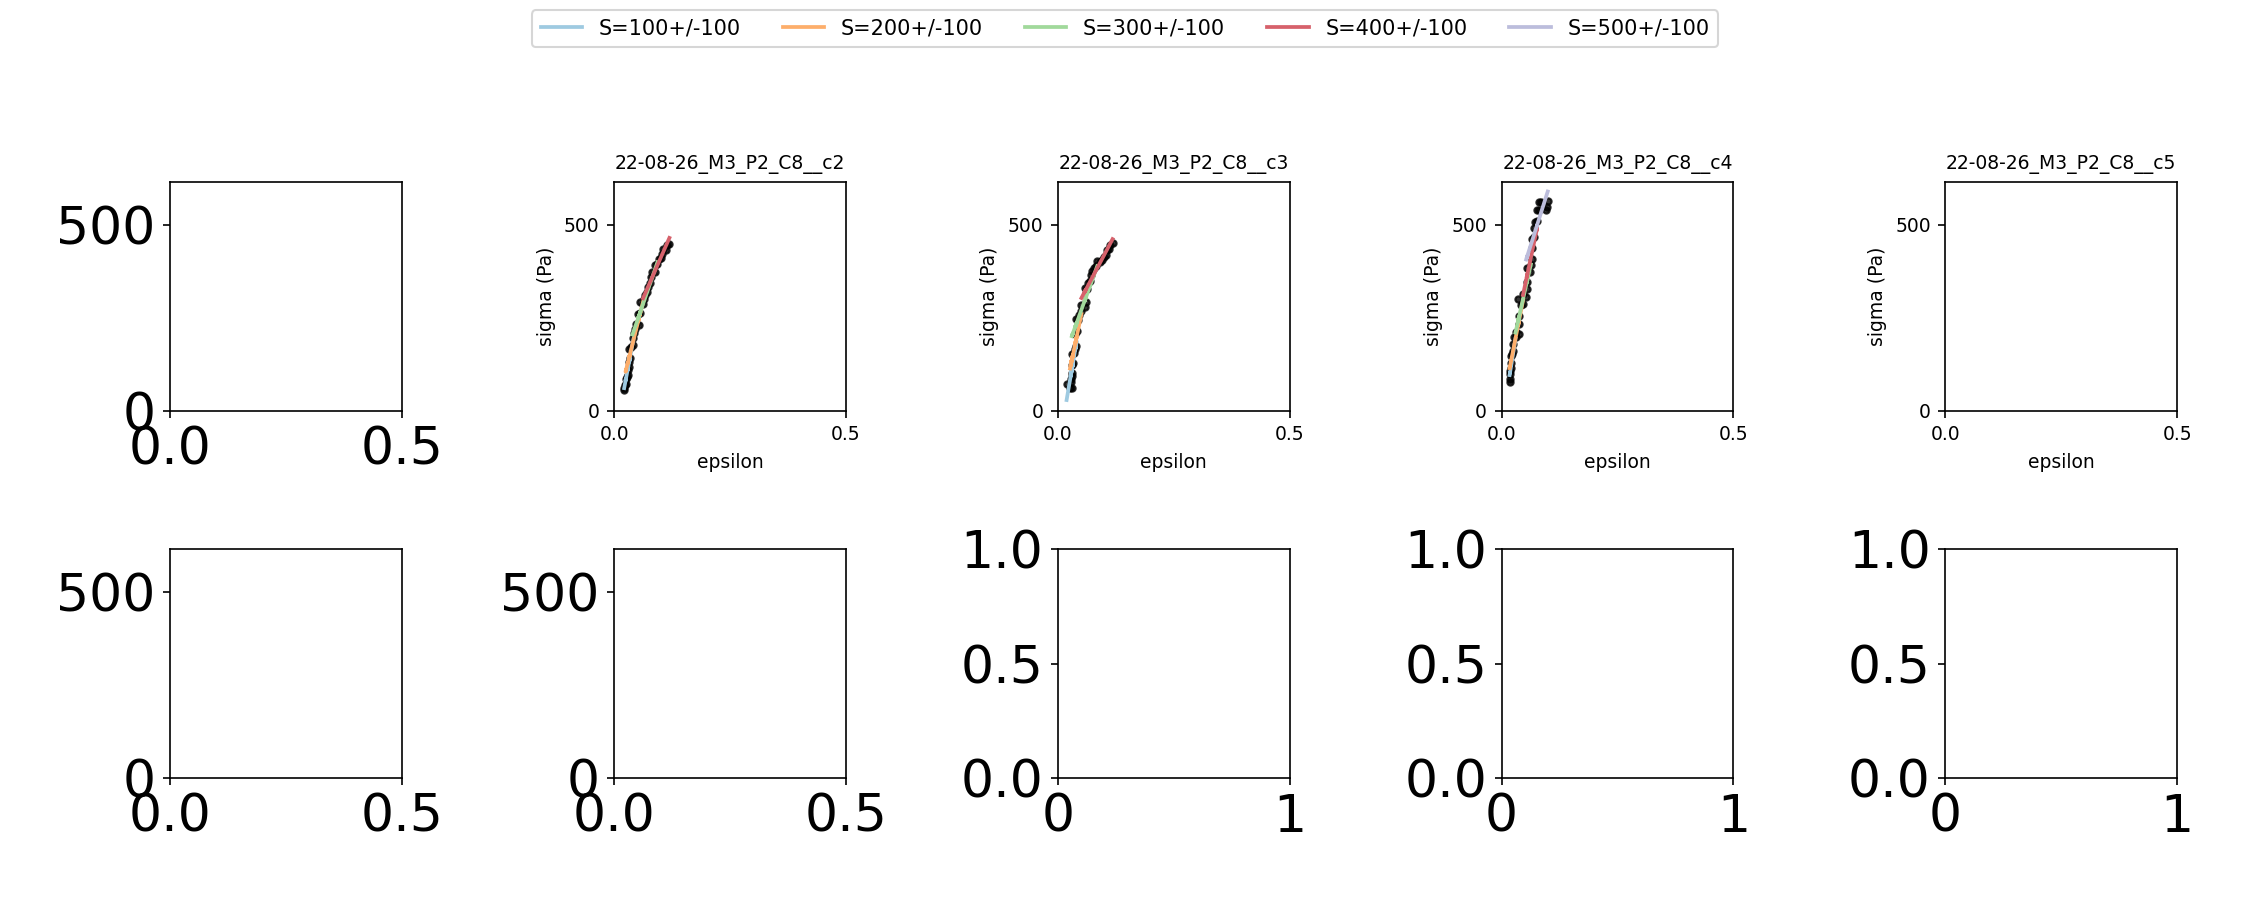 S=100+/-100 S=200+/-100 S=300+/-100 S=400+/-100 S=500+/-100
22-08-26_M3_P2_C8__c2 22-08-26_M3_P2_C8__c3 22-08-26_M3_P2_C8__c4 22-08-26_M3_P2_C8__c5
500 500 500 500 500
sigma (Pa) sigma (Pa) sigma (Pa) sigma (Pa)
0 0 0 0 0
0.0 0.5 0.0 0.5 0.0 0.5 0.0 0.5 0.0 0.5
epsilon epsilon epsilon epsilon
1.0 1.0 1.0
500 500
0.5 0.5 0.5
0 0 0.0 0.0 0.0
0.0 0.5 0.0 0.5 0 1 0 1 0 1